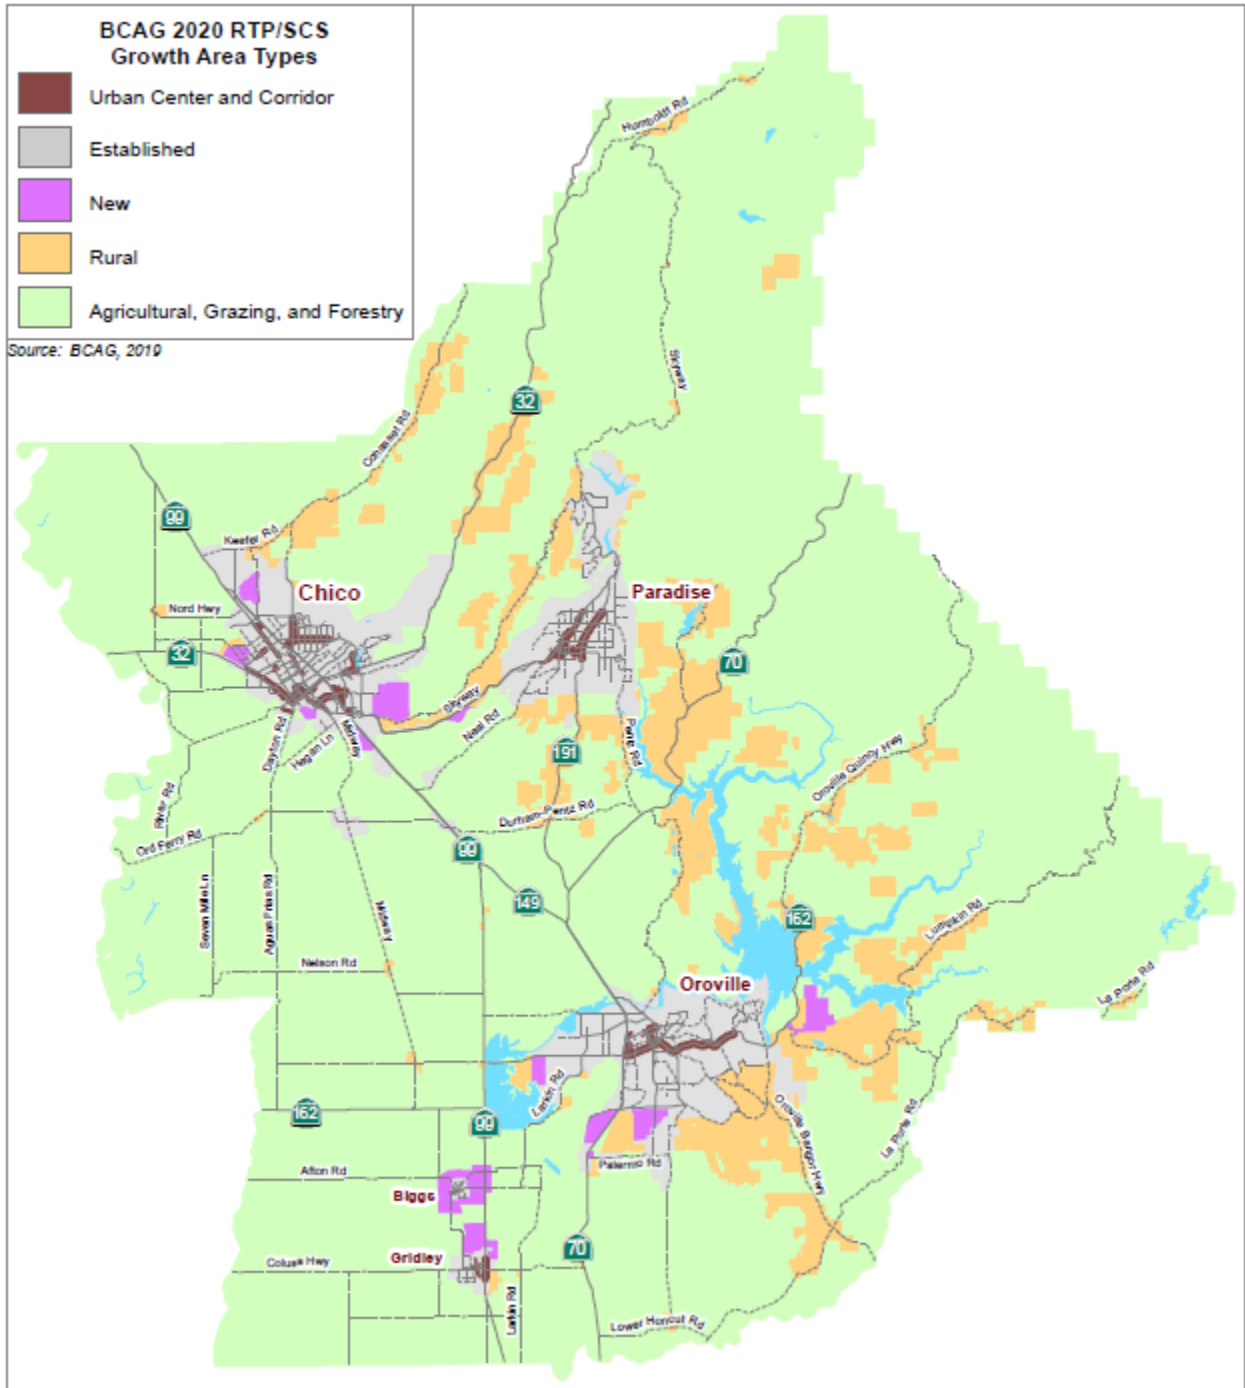 BCAG 2020 RTP/SCS
Growth Area Types
Urban Center and Corridor
Established
New
Rural
Agricultural, Grazing, and Forestry
Source: BCAG, 2019
Humboldt Rd
Skyway
32
Cohasset Rd
99
Keefer Rd
Chico
Paradise
Nord Hwy
32
70
Skyway
Neal Rd
Dayton Rd
Midway
Hegan Ln
Pentz Rd
191
Oroville Quincy Hwy
River Rd
Durham-Pentz Rd
Ord Ferry Rd
99
Seven Mile Ln
Aguas Frias Rd
Midway
149
162
Lumpkin Rd
Nelson Rd
Oroville
La Porte Rd
Larkin Rd
162
99
Oroville Bangor Hwy
La Porte Rd
Afton Rd
Palermo Rd
Biggs
Gridley
70
Colusa Hwy
Larkin Rd
Lower Honcut Rd